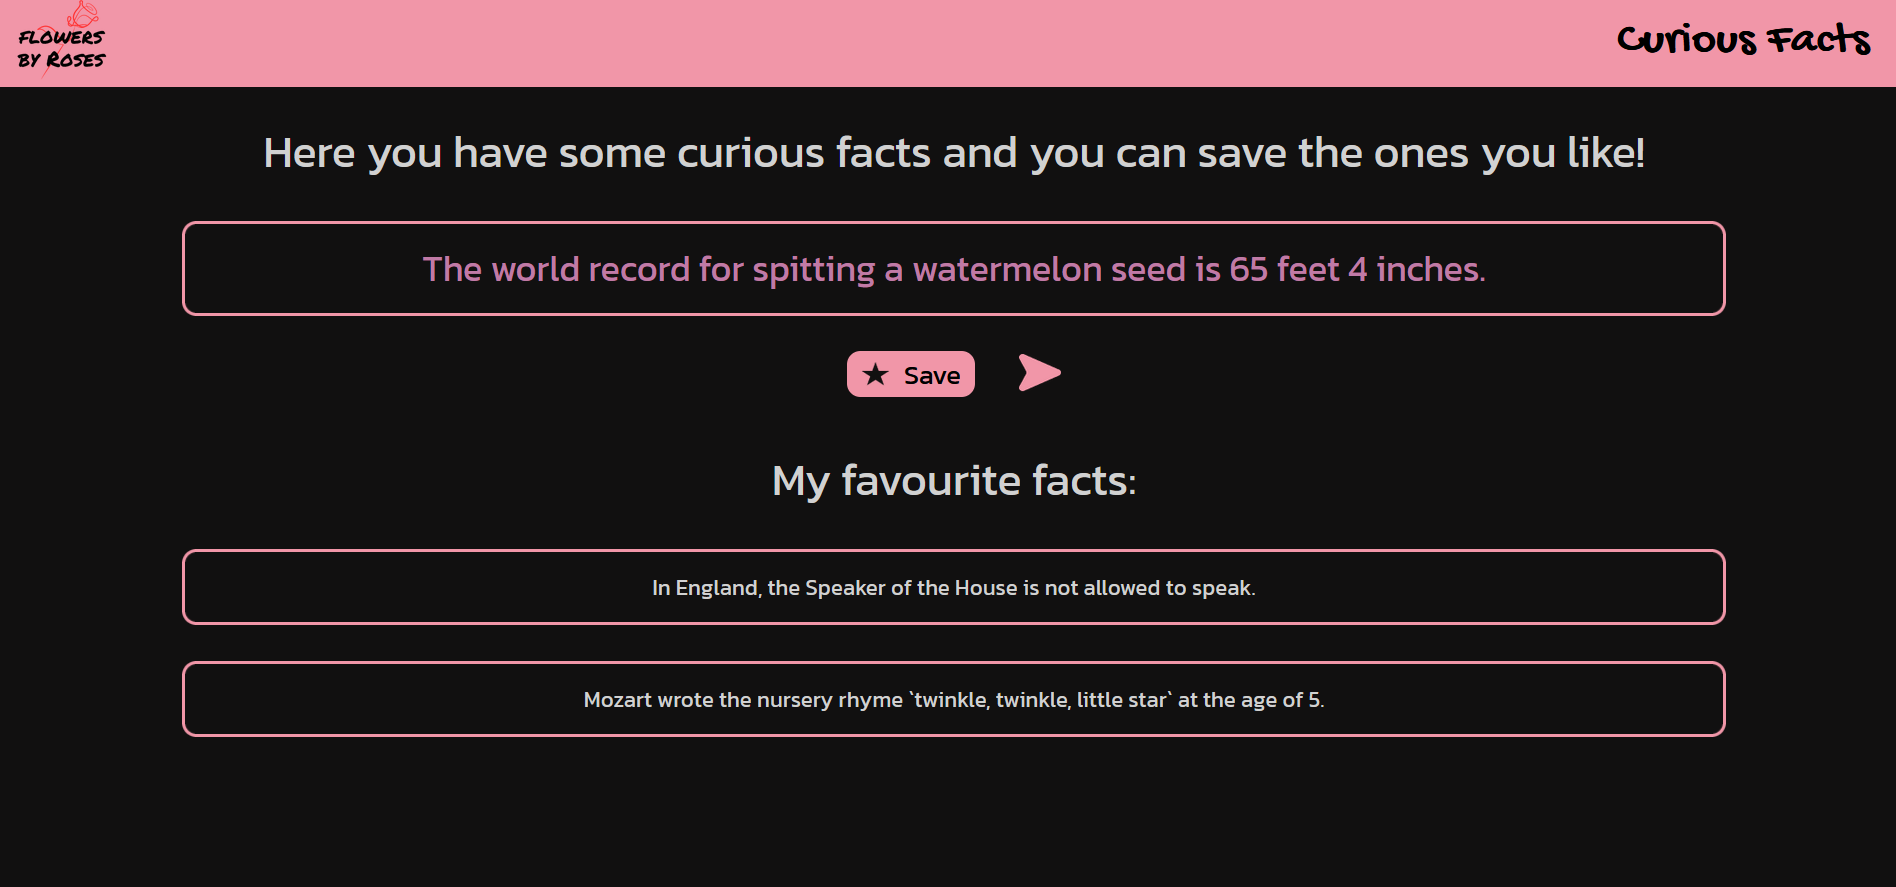 FLOWERS
BY ROSES
Curious Facts
Here you have some curious facts and you can save the ones you like!
The world record for spitting a watermelon seed is 65 feet 4 inches.
★ Save
My favourite facts:
In England, the Speaker of the House is not allowed to speak.
Mozart wrote the nursery rhyme `twinkle, twinkle, little star` at the age of 5.